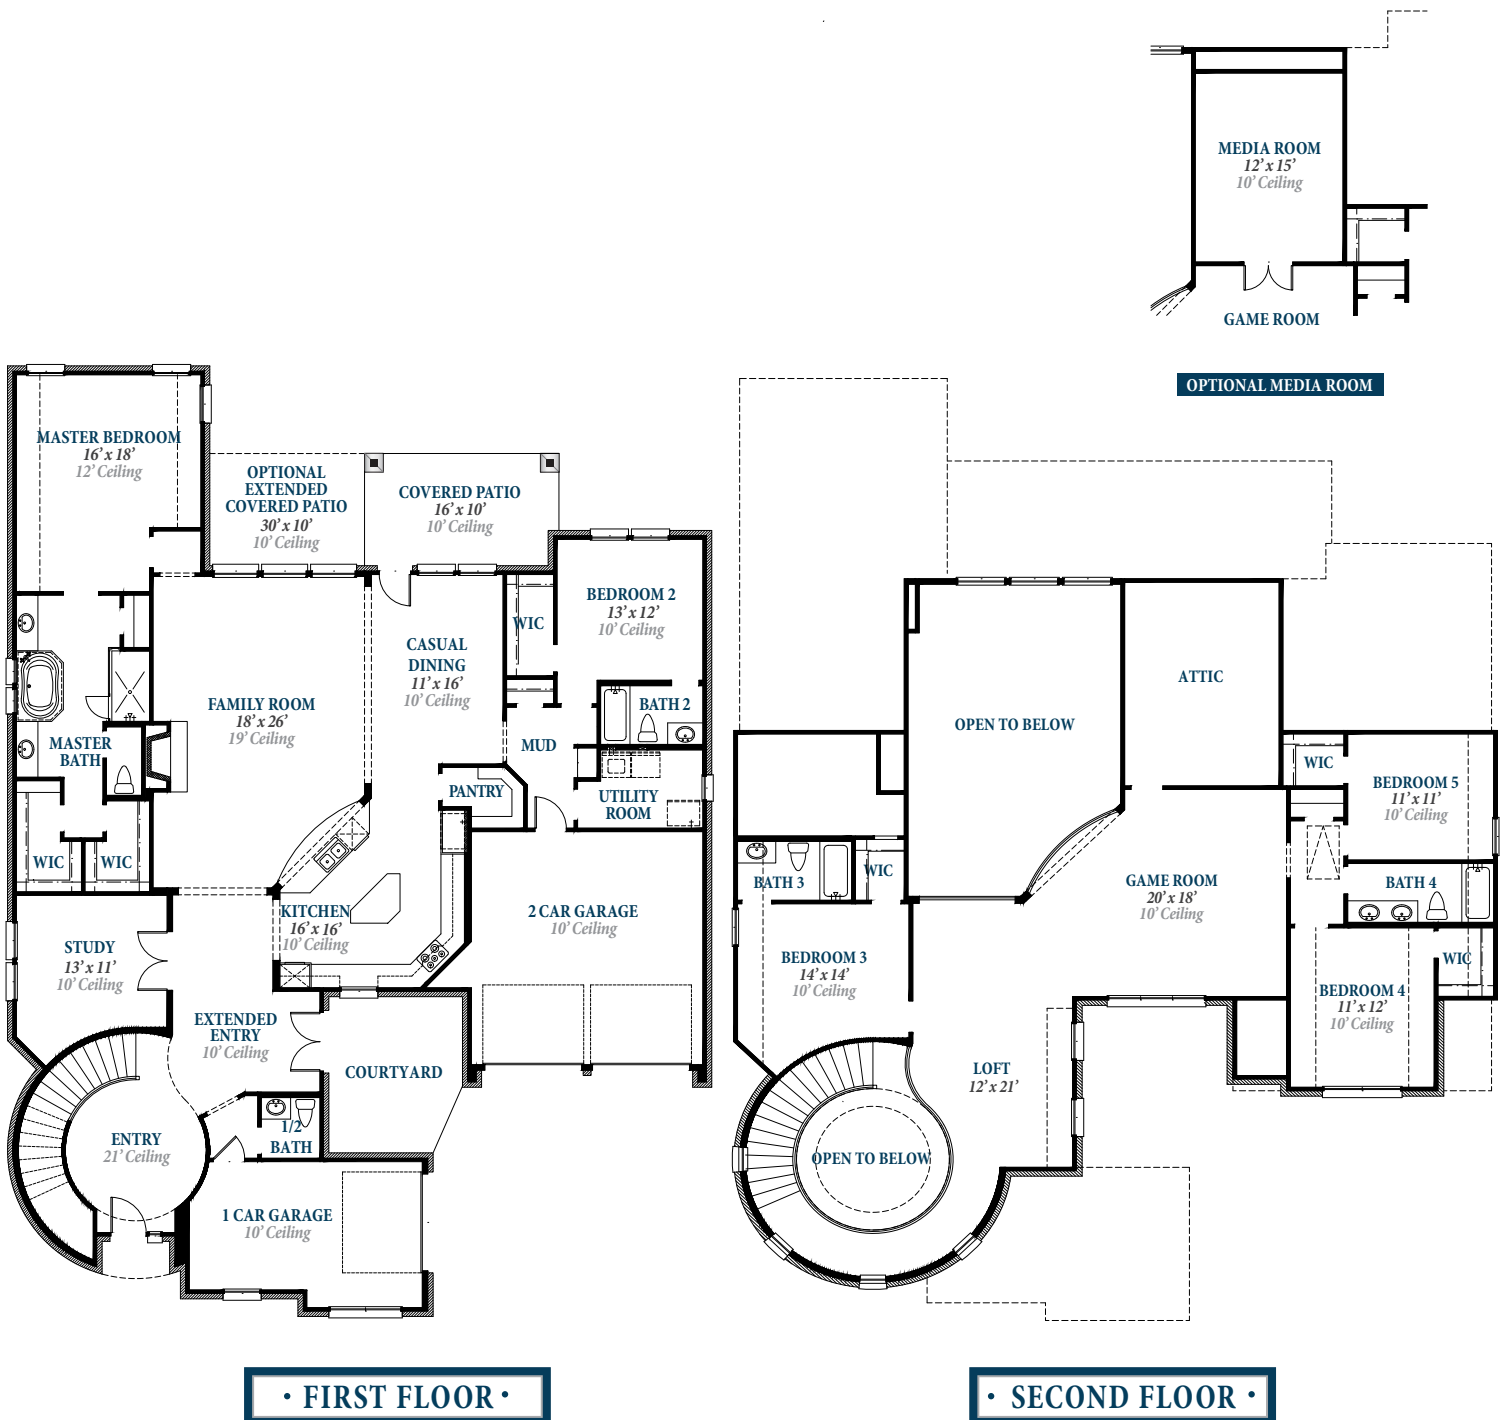 MEDIA ROOM
12' x 15'
10' Ceiling
GAME ROOM
OPTIONAL MEDIA ROOM
MASTER BEDROOM
16' x 18'
12' Ceiling
OPTIONAL
EXTENDED
COVERED PATIO
30' x 10'
10' Ceiling
COVERED PATIO
16' x 10'
10' Ceiling
BEDROOM 2
13' x 12'
10' Ceiling
WIC
CASUAL
DINING
11' x 16'
10' Ceiling
FAMILY ROOM
18' x 26'
19' Ceiling
BATH 2
MASTER
BATH
MUD
PANTRY
UTILITY
ROOM
WIC
WIC
KITCHEN
16' x 16'
10' Ceiling
2 CAR GARAGE
10' Ceiling
STUDY
13' x 11'
10' Ceiling
EXTENDED
ENTRY
10' Ceiling
COURTYARD
ENTRY
21' Ceiling
1/2
BATH
1 CAR GARAGE
10' Ceiling
• FIRST FLOOR •
ATTIC
OPEN TO BELOW
WIC
BEDROOM 5
11' x 11'
10' Ceiling
BATH 3
WIC
GAME ROOM
20' x 18'
10' Ceiling
BATH 4
BEDROOM 3
14' x 14'
10' Ceiling
WIC
BEDROOM 4
11' x 12'
10' Ceiling
LOFT
12' x 21'
OPEN TO BELOW
• SECOND FLOOR •